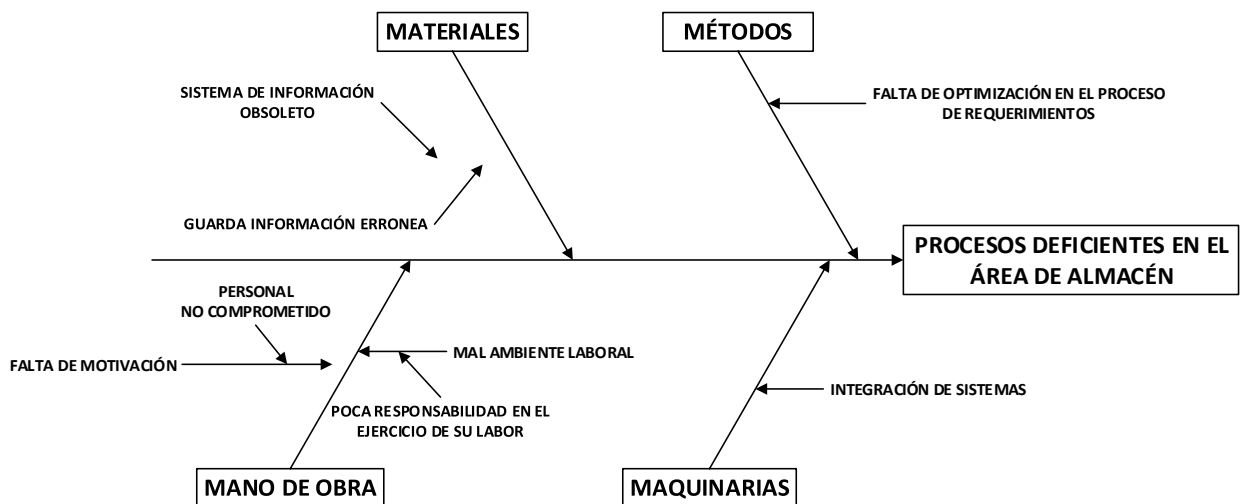 MATERIALES
MÉTODOS
SISTEMA DE INFORMACIÓN
OBSOLETO
FALTA DE OPTIMIZACIÓN EN EL PROCESO
DE REQUERIMIENTOS
GUARDA INFORMACIÓN ERRONEA
PROCESOS DEFICIENTES EN EL
ÁREA DE ALMACÉN
PERSONAL
NO COMPROMETIDO
FALTA DE MOTIVACIÓN
MAL AMBIENTE LABORAL
POCA RESPONSABILIDAD EN EL
EJERCICIO DE SU LABOR
INTEGRACIÓN DE SISTEMAS
MANO DE OBRA
MAQUINARIAS